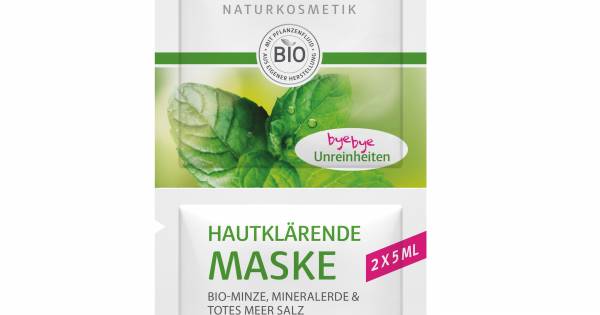 NATURKOSMETIK
MIT PFLANZENFLUID
BIO
AUS EIGENER HERSTELLUNG
byebye
Unreinheiten
HAUTKLÄRENDE
MASKE
2 X 5 ML
BIO-MINZE, MINERALERDE &
TOTES MEER SALZ